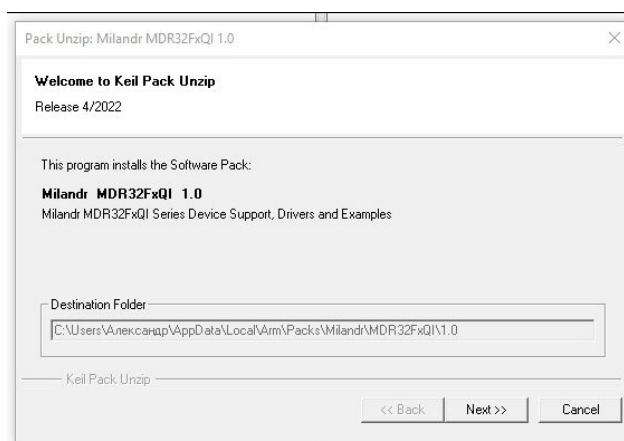 Pack Unzip: Milandr MDR32FxQI 1.0
Welcome to Keil Pack Unzip
Release 4/2022
This program installs the Software Pack:
Milandr MDR32FxQI 1.0
Milandr MDR32FxQI Series Device Support, Drivers and Examples
Destination Folder
C:\Users\Александр\AppData\Local\Arm\Packs\Milandr\MDR32FxQI\1.0
Keil Pack Unzip
<< Back Next >> Cancel